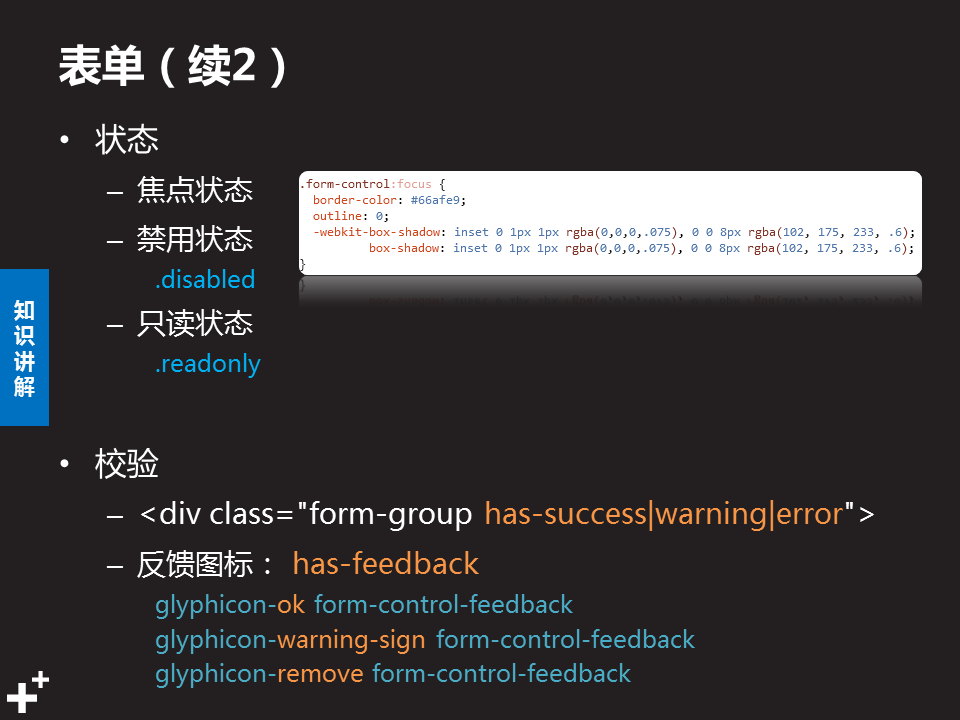 表单（续2）
• 状态
– 焦点状态
.form-control:focus {
border-color: #66afe9;
outline: 0;
-webkit-box-shadow: inset 0 1px 1px rgba(0,0,0,.075), 0 0 8px rgba(102, 175, 233, .6);
box-shadow: inset 0 1px 1px rgba(0,0,0,.075), 0 0 8px rgba(102, 175, 233, .6);
}
– 禁用状态
.disabled
– 只读状态
.readonly
知识讲解
• 校验
– <div class="form-group has-success|warning|error">
– 反馈图标： has-feedback
glyphicon-ok form-control-feedback
glyphicon-warning-sign form-control-feedback
glyphicon-remove form-control-feedback